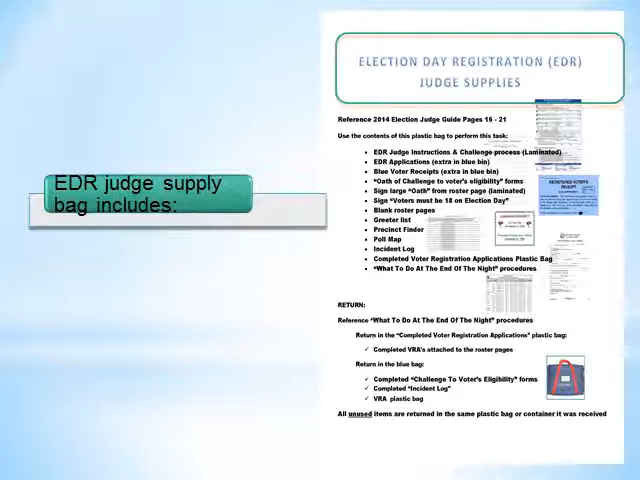 EDR judge supply
bag includes:
ELECTION DAY REGISTRATION (EDR)
JUDGE SUPPLIES
Reference 2014 Election Judge Guide Pages 16 - 21
Use the contents of this plastic bag to perform this task:
• EDR Judge Instructions & Challenge process (Laminated)
• EDR Applications (extra in blue bin)
• Blue Voter Receipts (extra in blue bin)
• “Oath of Challenge to voter’s eligibility” forms
• Sign large “Oath” from roster page (laminated)
• Sign “Voters must be 18 on Election Day”
• Blank roster pages
• Greeter list
• Precinct Finder
• Poll Map
• Incident Log
• Completed Voter Registration Applications Plastic Bag
• “What To Do At The End Of The Night” procedures
REGISTERED VOTERS
RECEIPT
RETURN:
Reference “What To Do At The End Of The Night” procedures
Return in the “Completed Voter Registration Applications” plastic bag:
✓ Completed VRA’s attached to the roster pages
Return in the blue bag:
✓ Completed “Challenge To Voter’s Eligibility” forms
✓ Completed “Incident Log”
✓ VRA plastic bag
All unused items are returned in the same plastic bag or container it was received